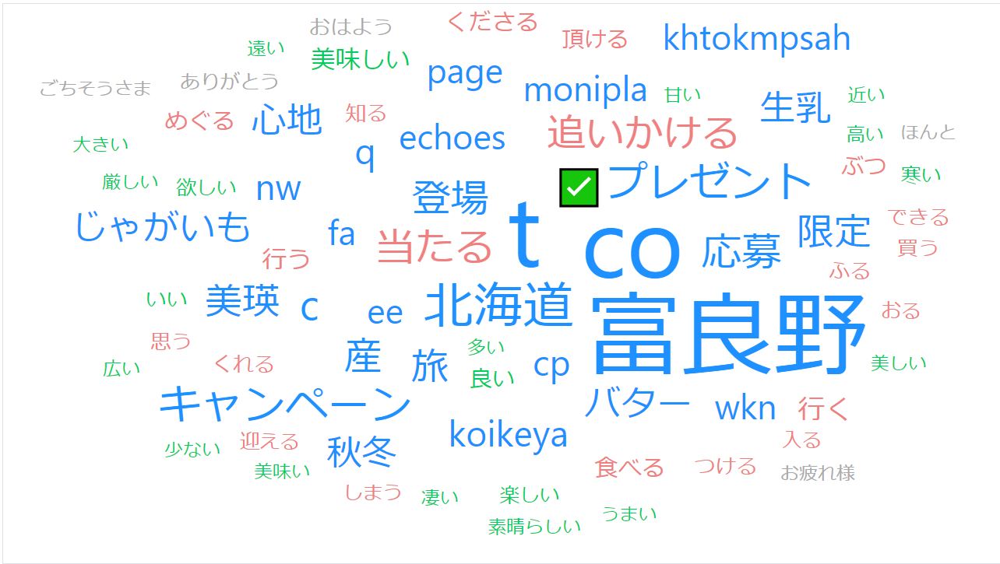 おはよう
くださる
頂ける
khtokmpsah
遠い
美味しい
page
monipla
甘い
生乳
近い
ごちそうさま
ありがとう
めぐる
心地
知る
q
echoes
追いかける
高い
ほんと
大きい
厳しい
欲しい
nw
登場
✓
プレゼント
ぶつ
寒い
じゃがいも
fa
当たる
t
co
応募
限定
できる
買う
行う
ふる
いい
美瑛
c
ee
北海道
富良野
おる
思う
広い
くれる
産
旅
多い
良い
cp
美しい
キャンペーン
koikeya
バター
wkn
行く
少ない
迎える
美味い
秋冬
食べる
つける
入る
お疲れ様
しまう
凄い
楽しい
素晴らしい
うまい